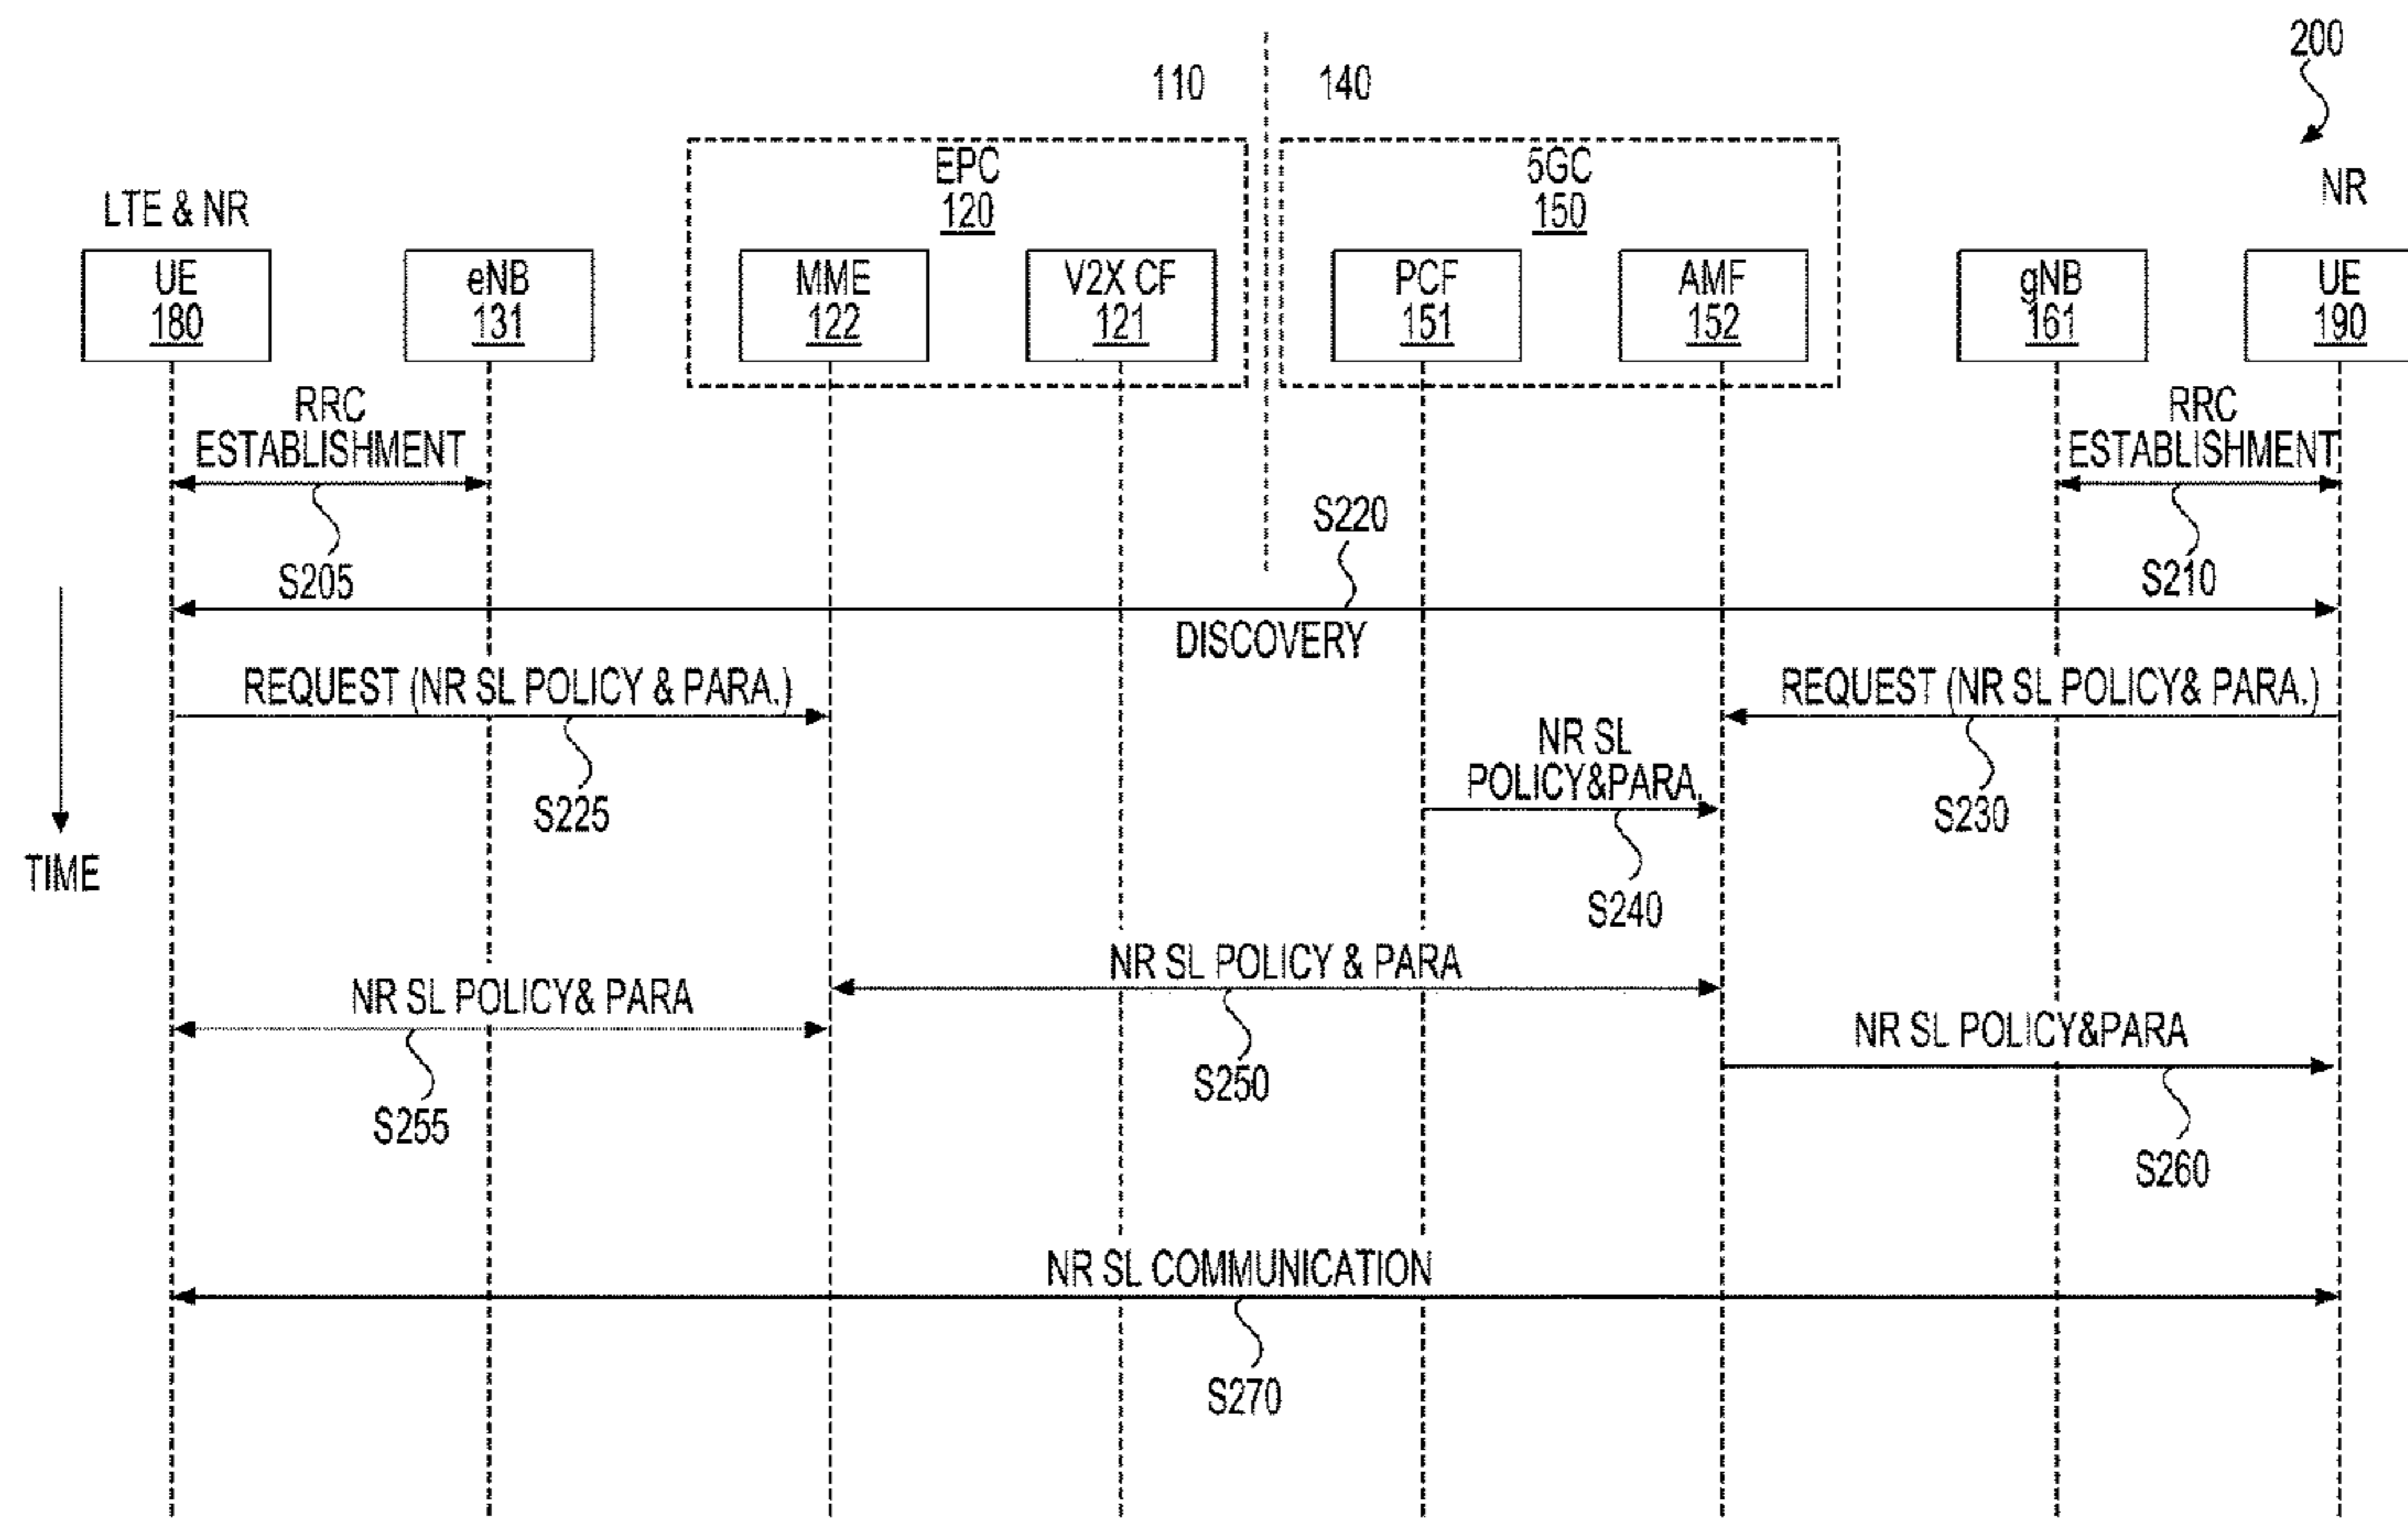 200
110
140
EPC
120
5GC
150
LTE & NR
NR
UE
180
eNB
131
MME
122
V2X CF
121
PCF
151
AMF
152
gNB
161
UE
190
RRC
ESTABLISHMENT
RRC
ESTABLISHMENT
S220
S205
S210
DISCOVERY
REQUEST (NR SL POLICY & PARA.)
REQUEST (NR SL POLICY& PARA.)
NR SL
POLICY&PARA.
S225
S230
TIME
S240
NR SL POLICY & PARA
NR SL POLICY& PARA
NR SL POLICY&PARA
S250
S255
S260
NR SL COMMUNICATION
S270